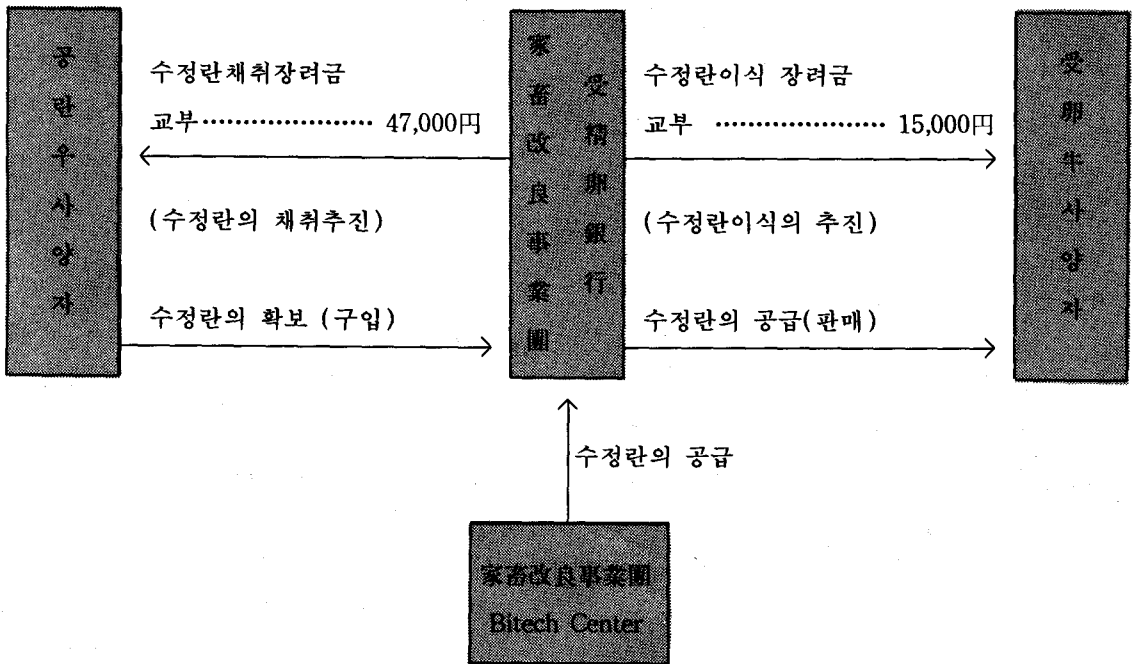 공란우사양자
수정란채취장려금
교부····················· 47,000円
(수정란의 채취추진)
수정란의 확보 (구입)
家畜改良事業團
受精卵銀行
수정란이식 장려금
교부 ····················· 15,000円
(수정란이식의 추진)
수정란의 공급(판매)
受卵牛사양자
수정란의 공급
家畜改良事業團
Bitech Center